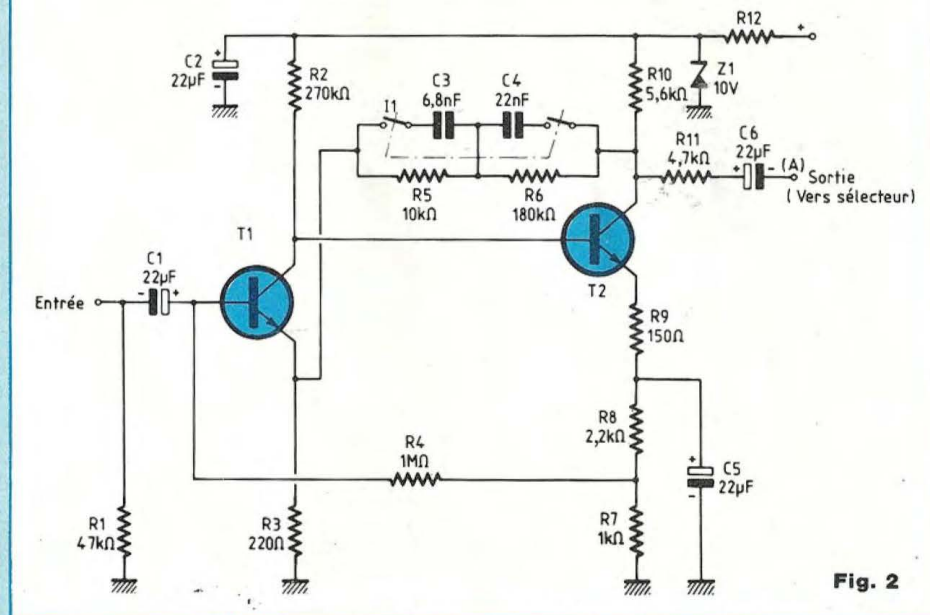 R12
+
C2
22µF
+
-
R2
270kΩ
I1
C3
6,8nF
C4
22nF
R10
5,6kΩ
Z1
10V
R5
10kΩ
R6
180kΩ
R11
4,7kΩ
C6
22µF
+
-
(A)
Sortie
(Vers sélecteur)
T1
T2
C1
22µF
-
+
Entrée
R9
150Ω
R8
2,2kΩ
R4
1MΩ
+
-
C5
22µF
R1
47kΩ
R3
220Ω
R7
1kΩ
Fig. 2